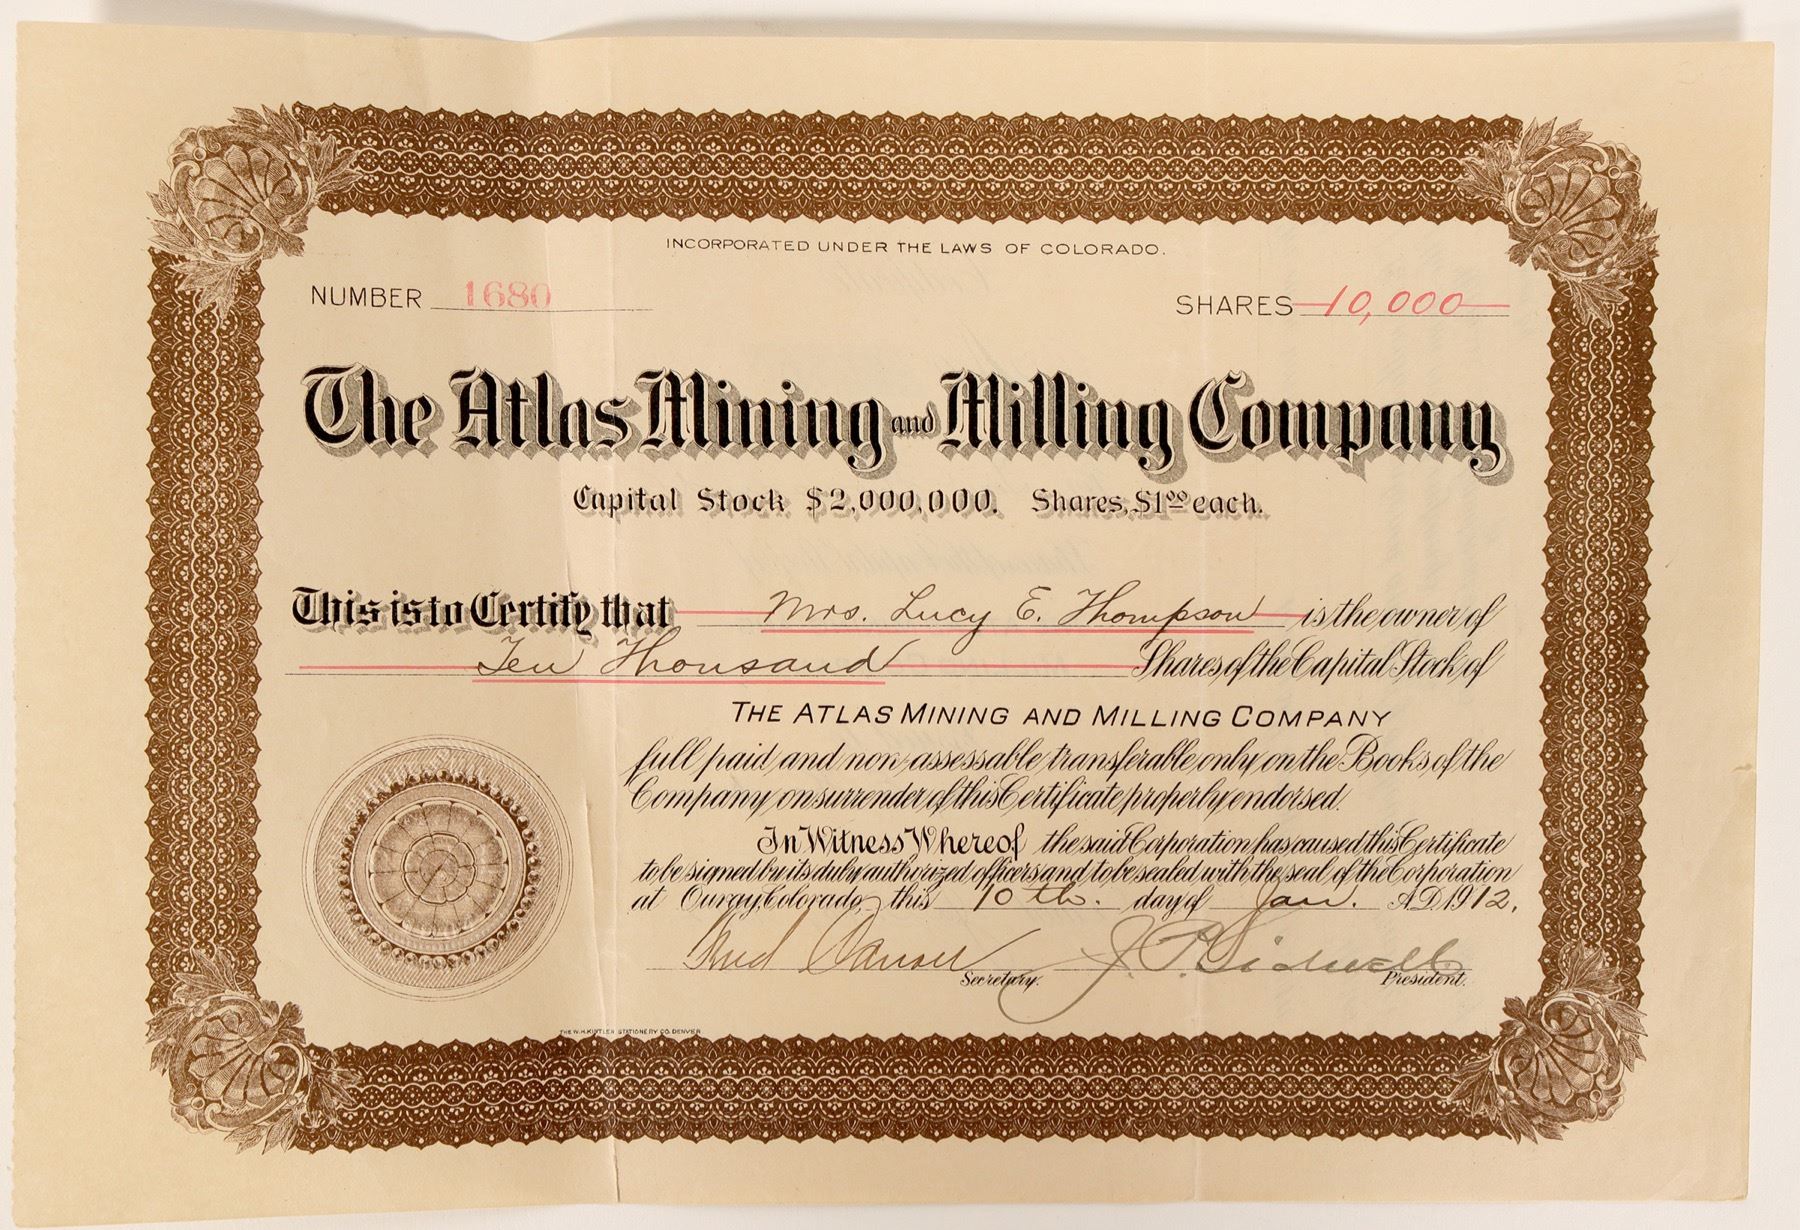 INCORPORATED UNDER THE LAWS OF COLORADO.
NUMBER 1680 SHARES 10,000
The Atlas Mining and Milling Company
Capital Stock $2,000,000. Shares, $1 00 each.
This is to Certify that Mrs. Lucy E. Thompson is the owner of
Ten Thousand Shares of the Capital Stock of
THE ATLAS MINING AND MILLING COMPANY
full paid and non-assessable transferable only on the Books of the
Company on surrender of this Certificate properly endorsed.
In Witness Whereof the said Corporation has caused this Certificate
to be signed by its duly authorized officers and to be sealed with the seal of the Corporation
at Ouray, Colorado, this 10th. day of Jan. A.D. 1912.
Fred Carroll J. P. Sidwell
Secretary. President.
THE W.H. KISTLER STATIONERY CO. DENVER